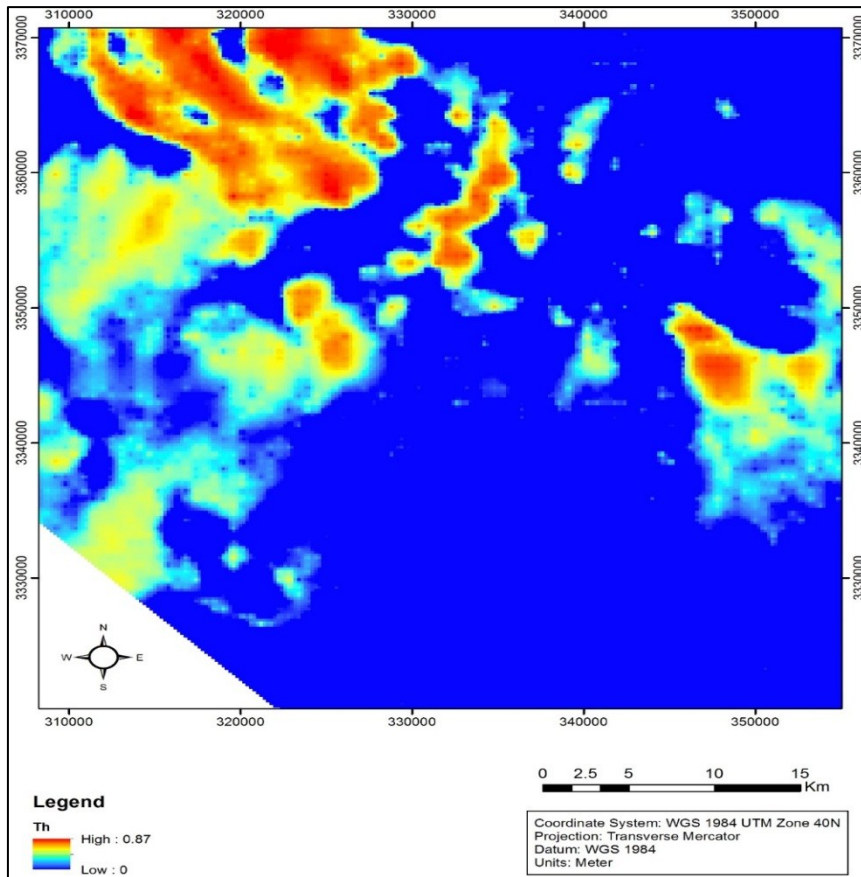 310000 320000 330000 340000 350000
3370000 3370000
3360000 3360000
3350000 3350000
3340000 3340000
3330000 3330000
N
W E
S
310000 320000 330000 340000 350000
0 2.5 5 10 15
Km
Legend
Th
High : 0.87
Low : 0
Coordinate System: WGS 1984 UTM Zone 40N
Projection: Transverse Mercator
Datum: WGS 1984
Units: Meter